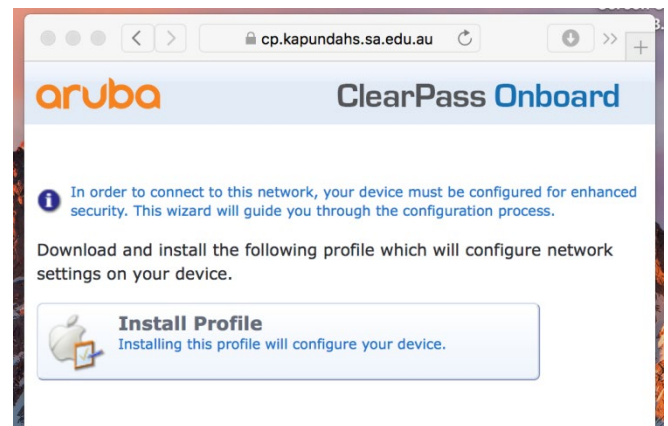 cp.kapundahs.sa.edu.au
aruba
ClearPass Onboard
In order to connect to this network, your device must be configured for enhanced
security. This wizard will guide you through the configuration process.
Download and install the following profile which will configure network
settings on your device.
Install Profile
Installing this profile will configure your device.